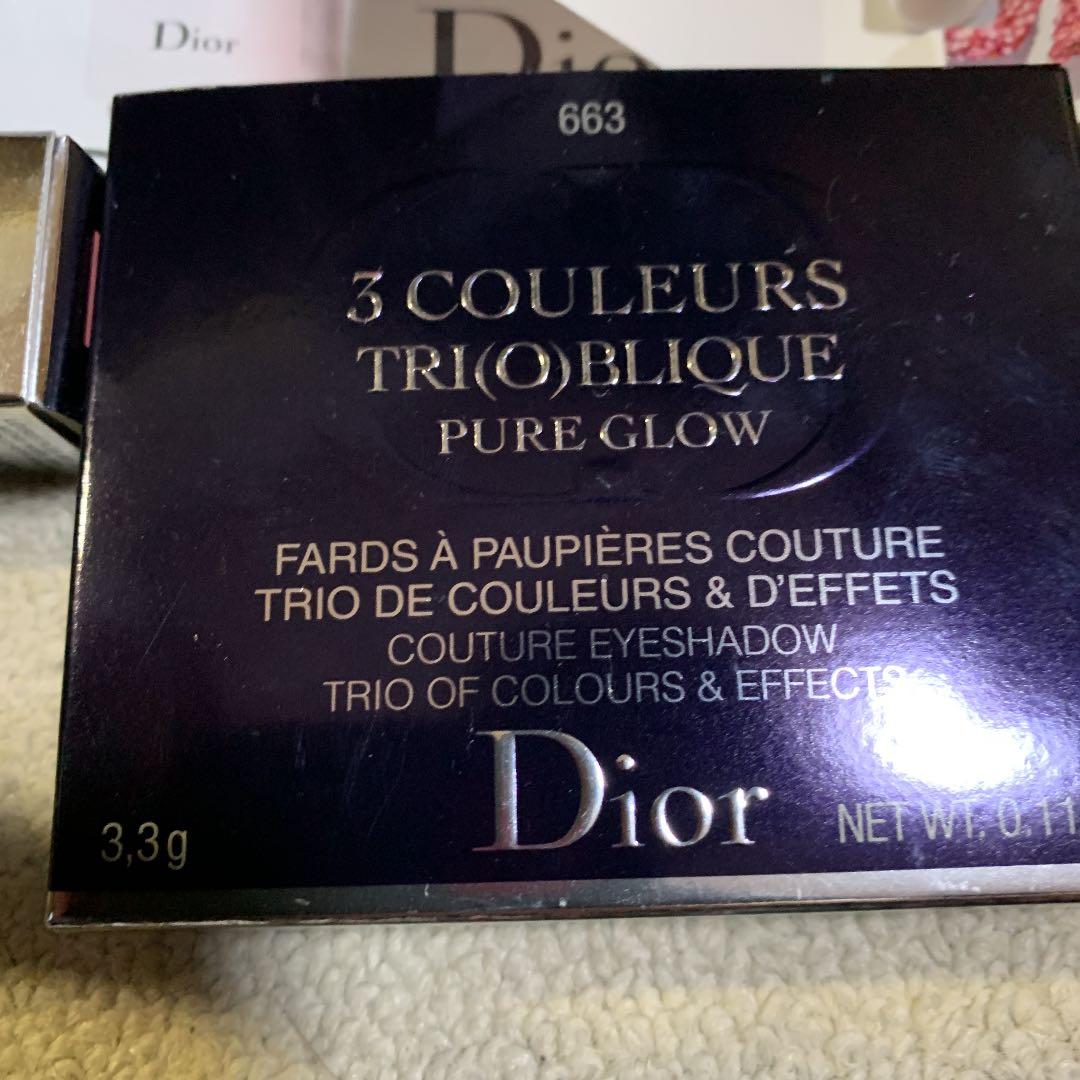 Dior
Dio
663
3 COULEURS
TRI(O)BLIQUE
PURE GLOW
FARDS À PAUPIÈRES COUTURE
TRIO DE COULEURS & D'EFFETS
COUTURE EYESHADOW
TRIO OF COLOURS & EFFECTS
Dior
3,3g
NET WT. 0.11